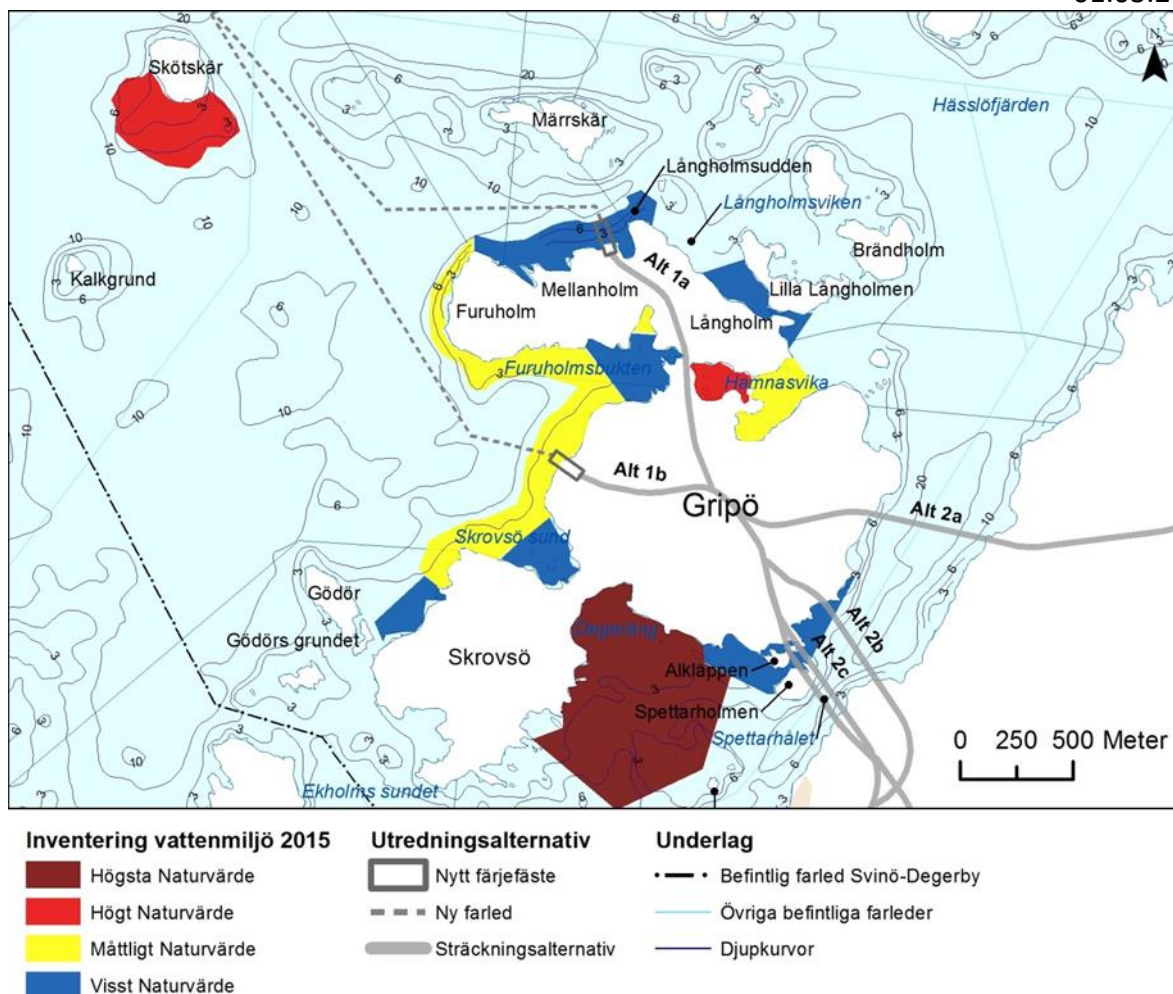 20
N
Skötskär
20
Hässlöfjärden
Märrskär
Långholmsudden
Långholmsviken
Brändholm
Kalkgrund
Alt 1a
Mellanholm
Lilla Långholmen
Furuholm
Långholm
Furuholmsbukten
Hamnasvika
Alt 1b
Gripö
20
Alt 2a
Skrovsö sund
Gödör
Gödörs grundet
Skrovsö
Alt 2b
Alt 2c
Alklappen
Spettarholmen
Spettarhålet
0 250 500 Meter
Ekholms sundet
Inventering vattenmiljö 2015
Högsta Naturvärde
Högt Naturvärde
Måttligt Naturvärde
Visst Naturvärde
Utredningsalternativ
Nytt färjefäste
Ny farled
Sträckningsalternativ
Underlag
Befintlig farled Svinö-Degerby
Övriga befintliga farleder
Djupkurvor